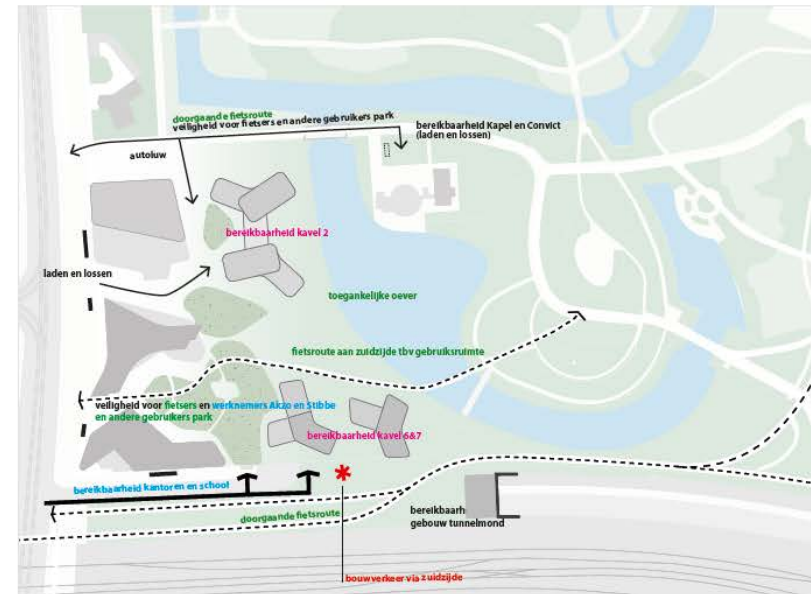 doorgaande fietsroute
veiligheid voor fietsers en andere gebruikers park
bereikbaarheid Kapel en Convict
(laden en lossen)
autoluw
bereikbaarheid kavel 2
laden en lossen
toegankelijke oever
fietsroute aan zuidzijde tbv gebruiksruimte
veiligheid voor fietsers en werknemers Akzo en Stibbe
en andere gebruikers park
bereikbaarheid kavel 6&7
bereikbaarheid kantoren en school
doorgaande fietsroute
bereikbaarh
gebouw tunnelmond
bouwverkeer via zuidzijde